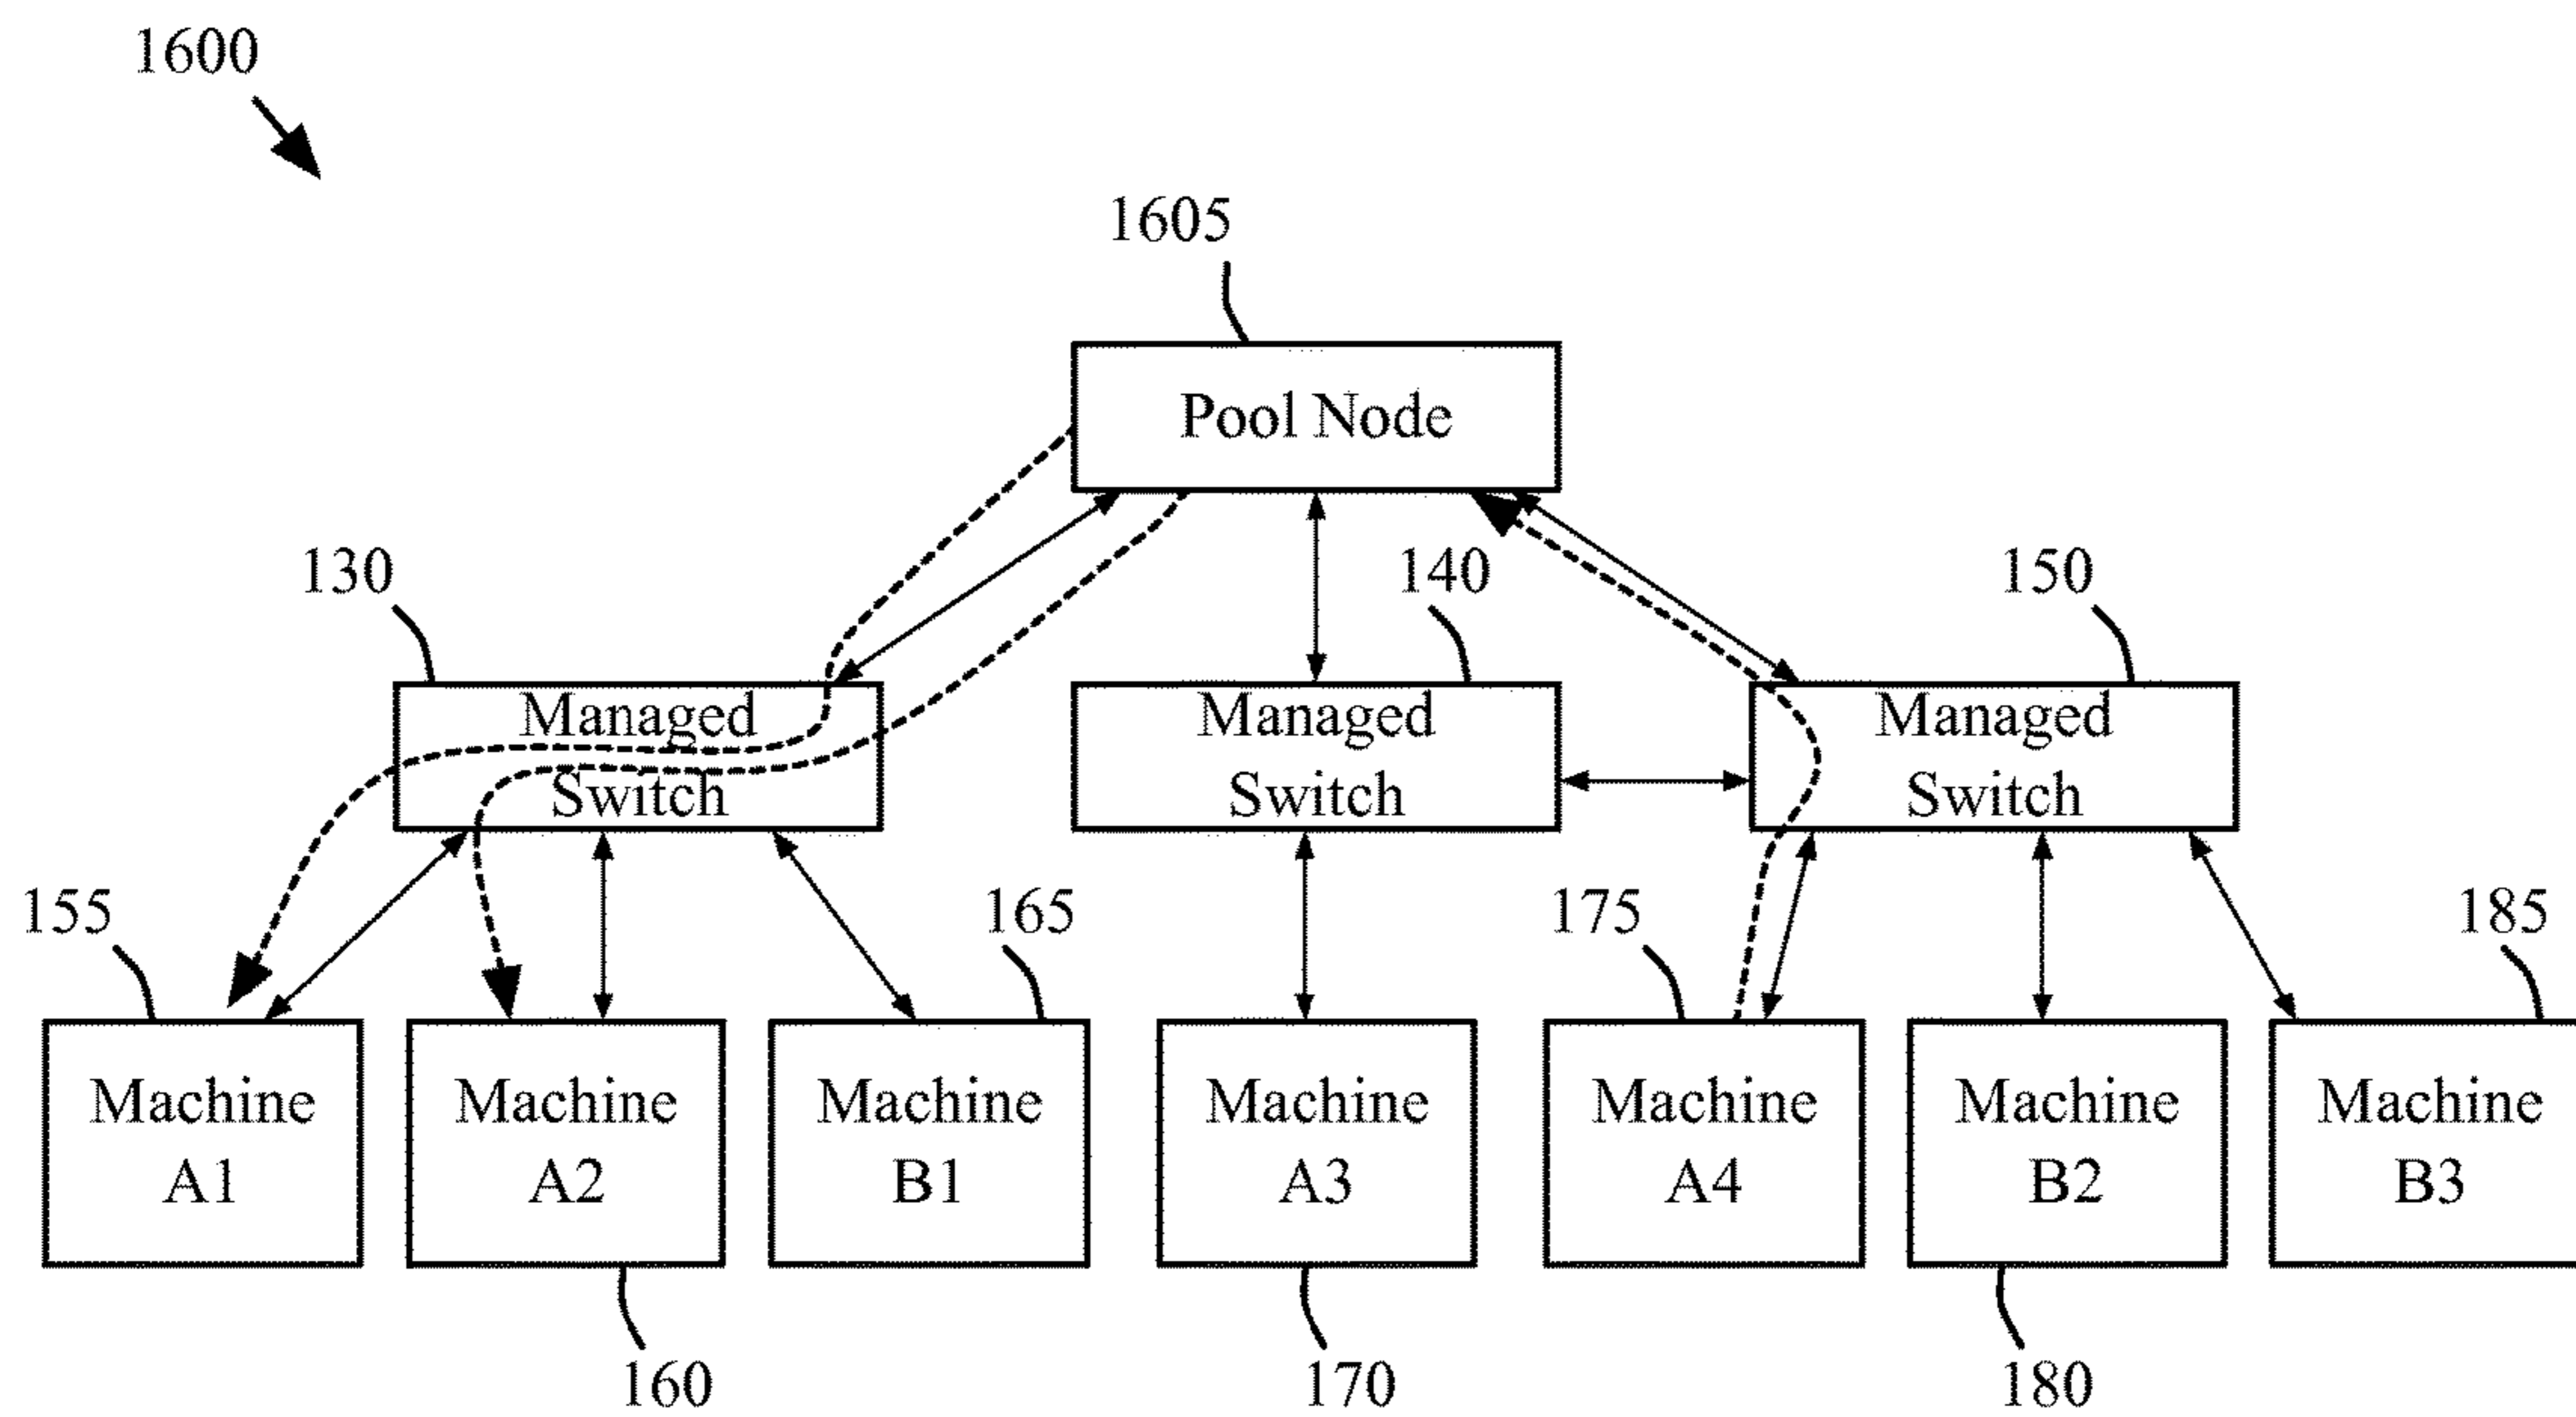 1600
1605
Pool Node
130
140
150
Managed
Switch
Managed
Switch
Managed
Switch
155
165
175
185
Machine
A1
Machine
A2
Machine
B1
Machine
A3
Machine
A4
Machine
B2
Machine
B3
160
170
180